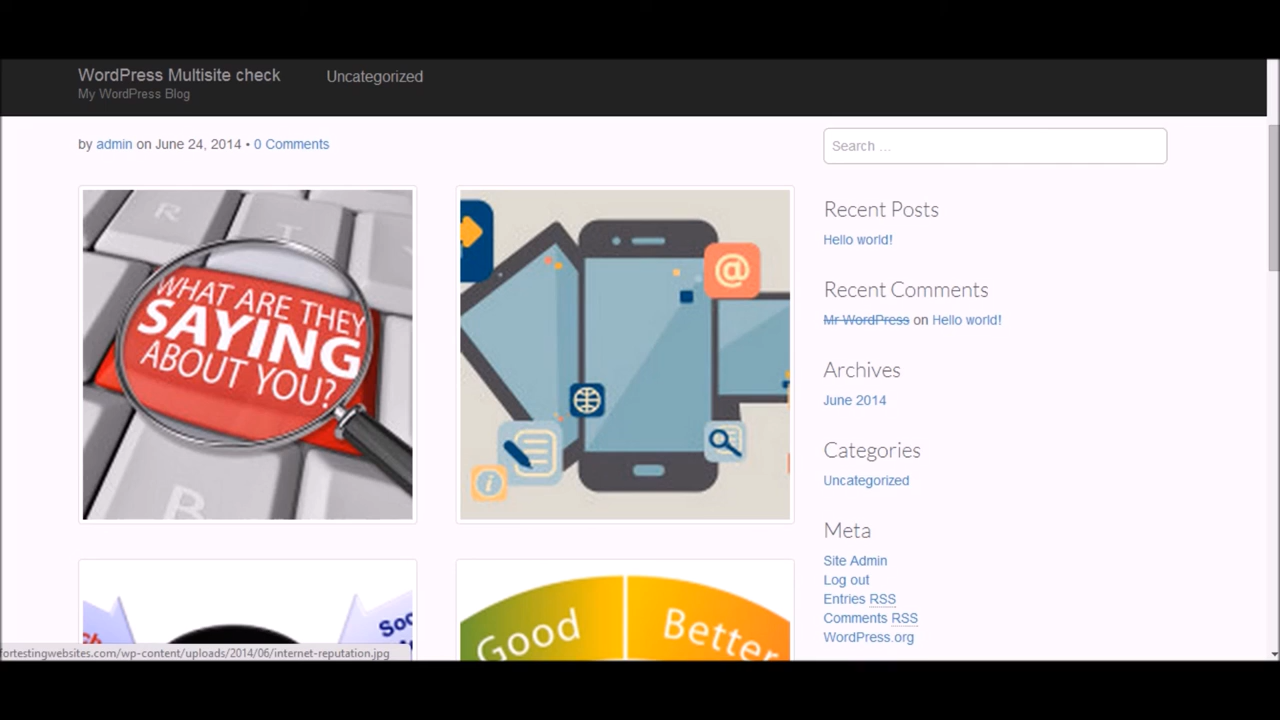 WordPress Multisite check
Uncategorized
My WordPress Blog
by admin on June 24, 2014 • 0 Comments
R
T
WHAT ARE THEY
SAYING
ABOUT YOU?
B
@
i
Good
Better
fortestingwebsites.com/wp-content/uploads/2014/06/internet-reputation.jpg
Search ...
Recent Posts
Hello world!
Recent Comments
Mr WordPress on Hello world!
Archives
June 2014
Categories
Uncategorized
Meta
Site Admin
Log out
Entries RSS
Comments RSS
WordPress.org